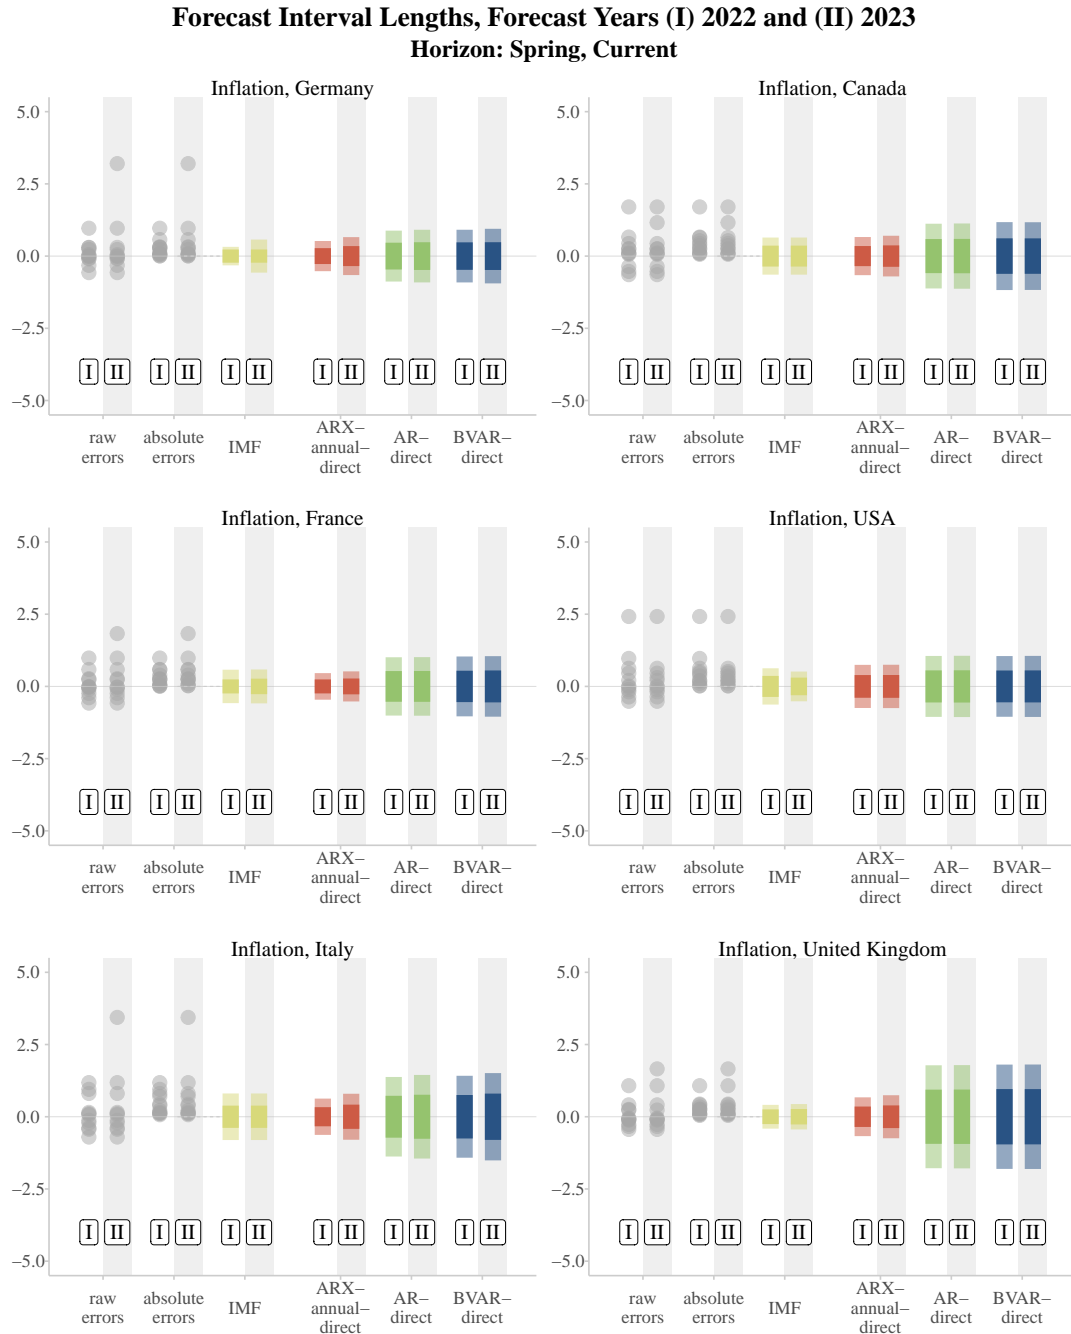 Forecast Interval Lengths, Forecast Years (I) 2022 and (II) 2023
Horizon: Spring, Current
Inflation, Germany
5.0
2.5
0.0
−2.5
−5.0
I II I II I II I II I II I II
raw errors
absolute errors
IMF
ARX−annual−direct
AR−direct
BVAR−direct
Inflation, Canada
5.0
2.5
0.0
−2.5
−5.0
I II I II I II I II I II I II
raw errors
absolute errors
IMF
ARX−annual−direct
AR−direct
BVAR−direct
Inflation, France
5.0
2.5
0.0
−2.5
−5.0
I II I II I II I II I II I II
raw errors
absolute errors
IMF
ARX−annual−direct
AR−direct
BVAR−direct
Inflation, USA
5.0
2.5
0.0
−2.5
−5.0
I II I II I II I II I II I II
raw errors
absolute errors
IMF
ARX−annual−direct
AR−direct
BVAR−direct
Inflation, Italy
5.0
2.5
0.0
−2.5
−5.0
I II I II I II I II I II I II
raw errors
absolute errors
IMF
ARX−annual−direct
AR−direct
BVAR−direct
Inflation, United Kingdom
5.0
2.5
0.0
−2.5
−5.0
I II I II I II I II I II I II
raw errors
absolute errors
IMF
ARX−annual−direct
AR−direct
BVAR−direct